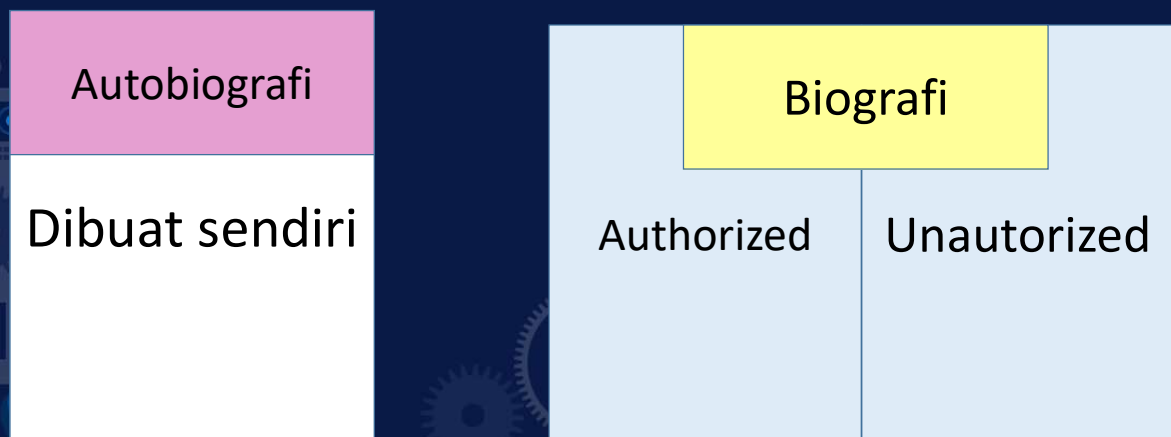 Autobiografi
Dibuat sendiri
Biografi
Authorized
Unautorized